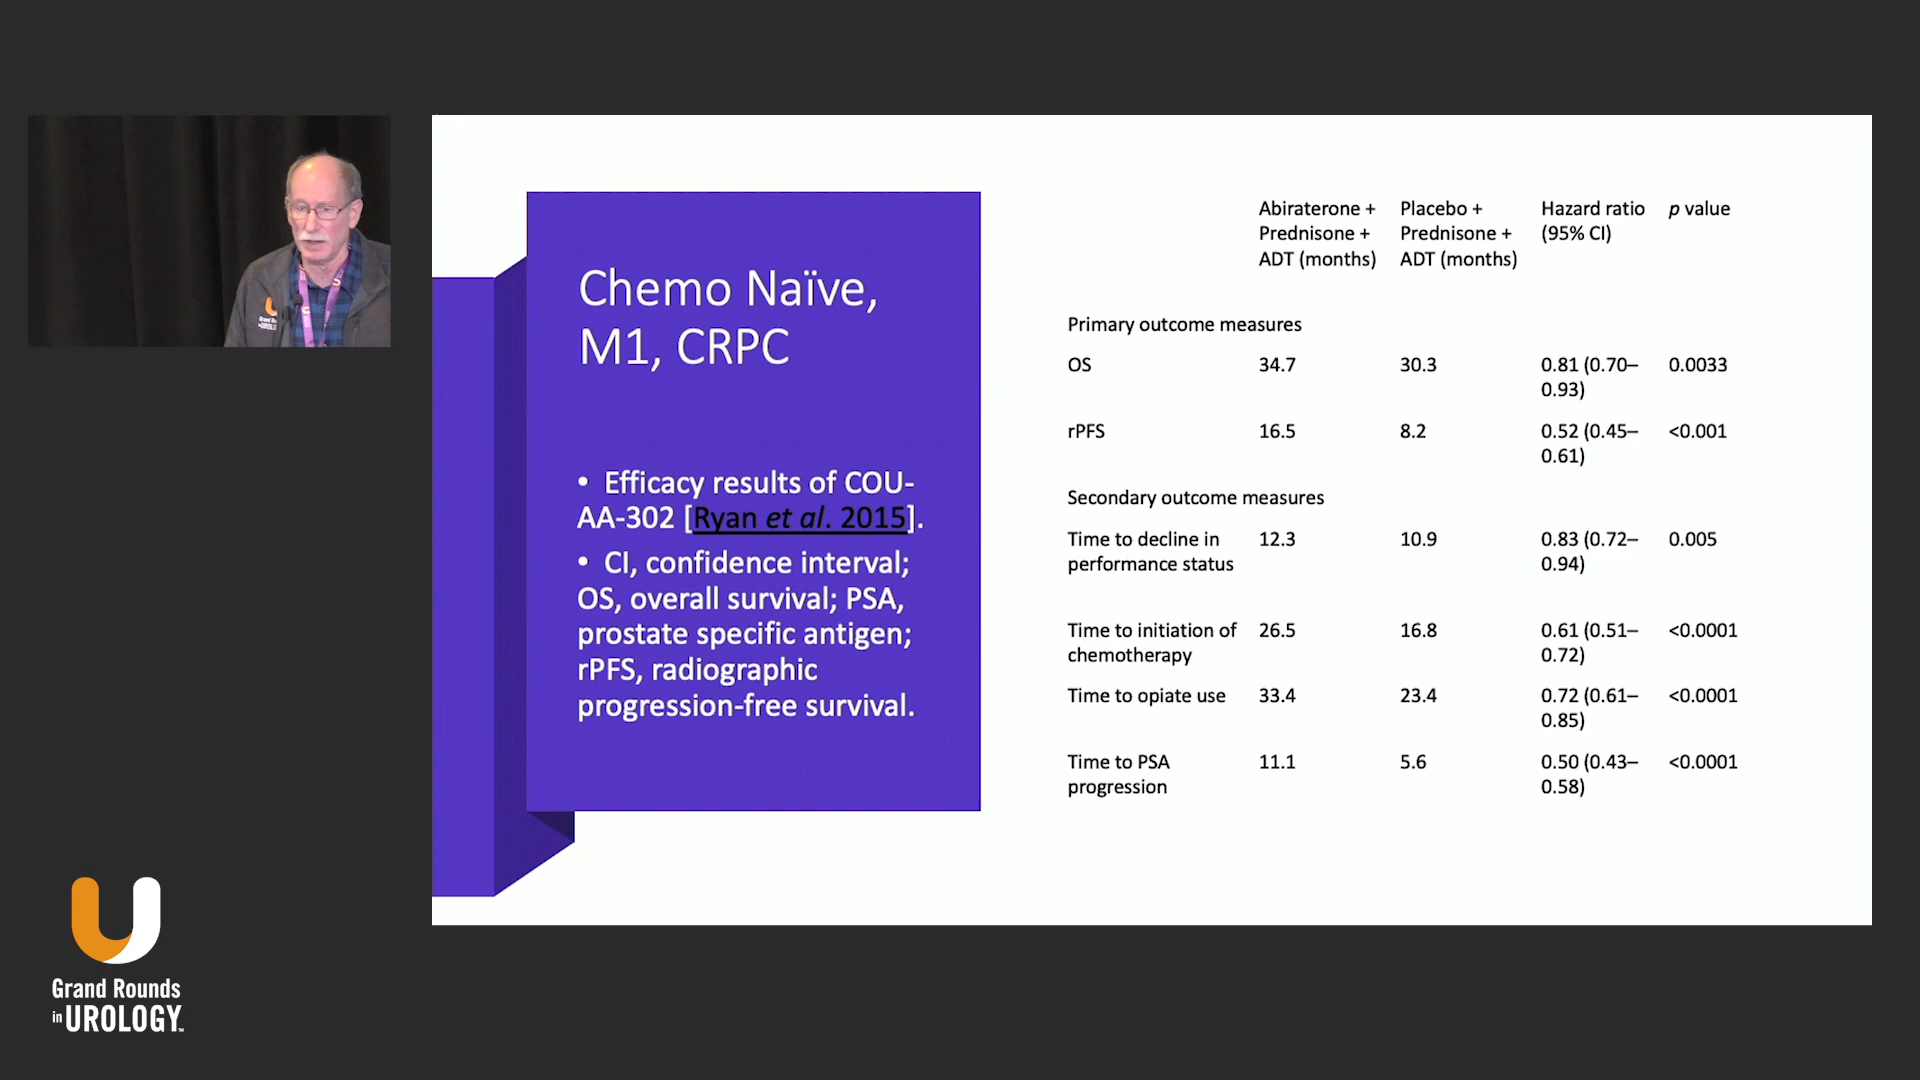 Chemo Naïve,
M1, CRPC
• Efficacy results of COU-
AA-302 [Ryan et al. 2015].
• CI, confidence interval;
OS, overall survival; PSA,
prostate specific antigen;
rPFS, radiographic
progression-free survival.
Abiraterone + Placebo + Hazard ratio p value
Prednisone + Prednisone + (95% CI)
ADT (months) ADT (months)
Primary outcome measures
OS 34.7 30.3 0.81 (0.70– 0.0033
0.93)
rPFS 16.5 8.2 0.52 (0.45– <0.001
0.61)
Secondary outcome measures
Time to decline in 12.3 10.9 0.83 (0.72– 0.005
performance status 0.94)
Time to initiation of 26.5 16.8 0.61 (0.51– <0.0001
chemotherapy 0.72)
Time to opiate use 33.4 23.4 0.72 (0.61– <0.0001
0.85)
Time to PSA 11.1 5.6 0.50 (0.43– <0.0001
progression 0.58)
Grand Rounds
in UROLOGY™